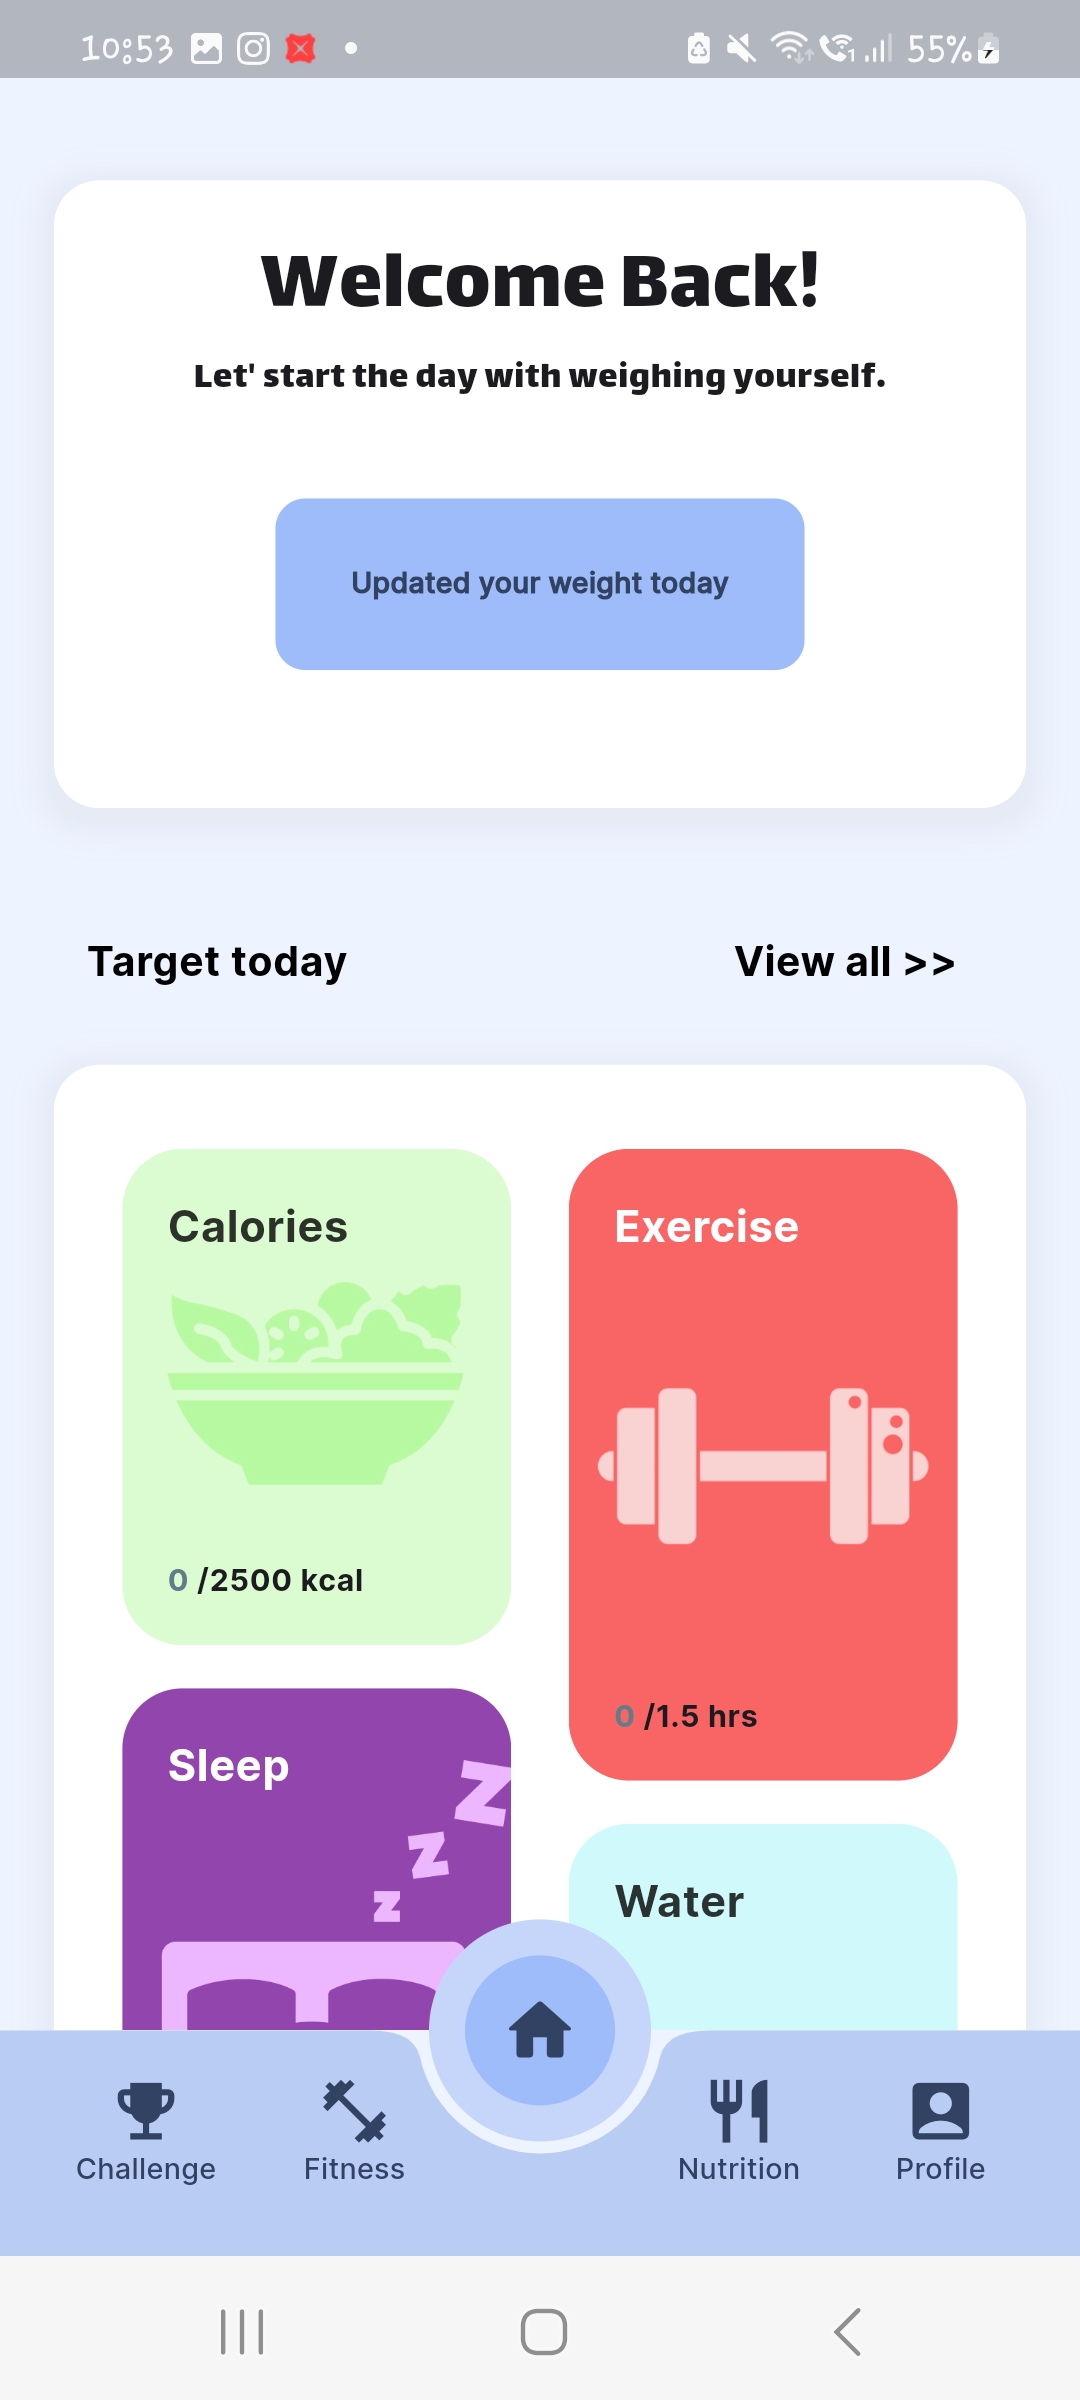 10:53
1
55%
Welcome Back!
Let' start the day with weighing yourself.
Updated your weight today
Target today
View all >>
Calories
0 /2500 kcal
Exercise
0 /1.5 hrs
Sleep
z
z
z
Water
Challenge
Fitness
Nutrition
Profile